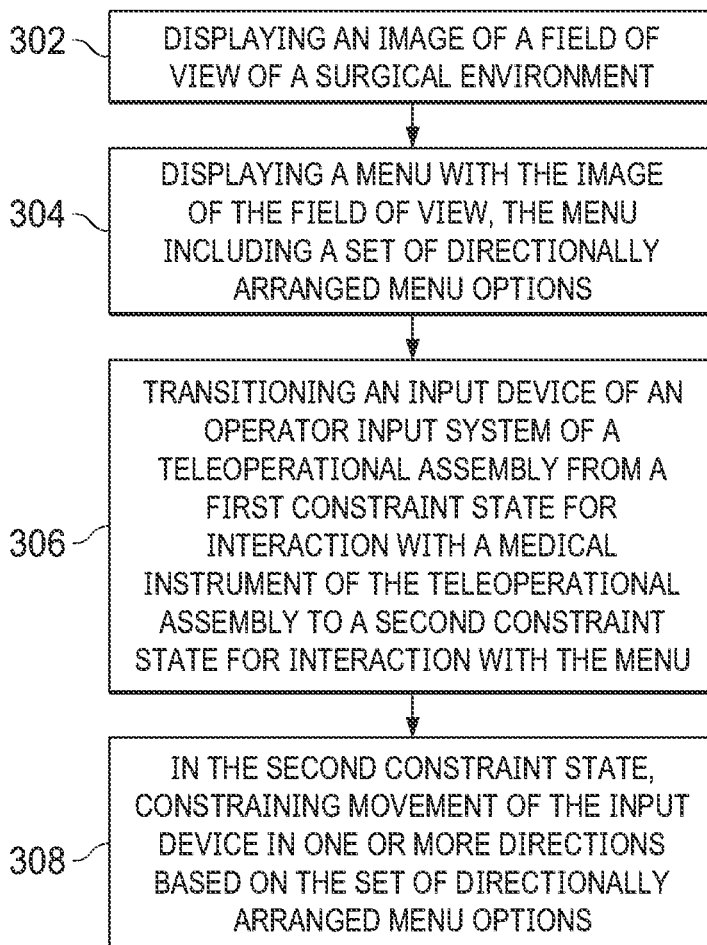 302
DISPLAYING AN IMAGE OF A FIELD OF
VIEW OF A SURGICAL ENVIRONMENT
304
DISPLAYING A MENU WITH THE IMAGE
OF THE FIELD OF VIEW, THE MENU
INCLUDING A SET OF DIRECTIONALLY
ARRANGED MENU OPTIONS
306
TRANSITIONING AN INPUT DEVICE OF AN
OPERATOR INPUT SYSTEM OF A
TELEOPERATIONAL ASSEMBLY FROM A
FIRST CONSTRAINT STATE FOR
INTERACTION WITH A MEDICAL
INSTRUMENT OF THE TELEOPERATIONAL
ASSEMBLY TO A SECOND CONSTRAINT
STATE FOR INTERACTION WITH THE MENU
308
IN THE SECOND CONSTRAINT STATE,
CONSTRAINING MOVEMENT OF THE INPUT
DEVICE IN ONE OR MORE DIRECTIONS
BASED ON THE SET OF DIRECTIONALLY
ARRANGED MENU OPTIONS